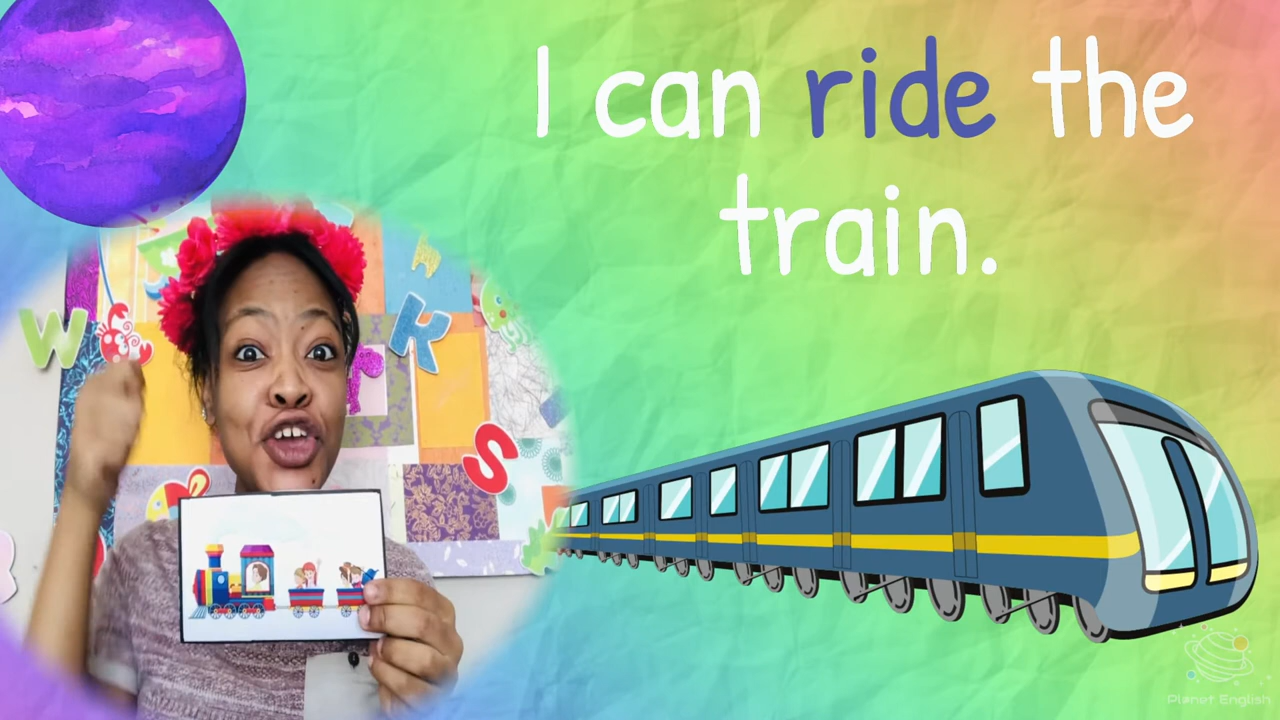 I can ride the
train.
W
K
S
Planet English